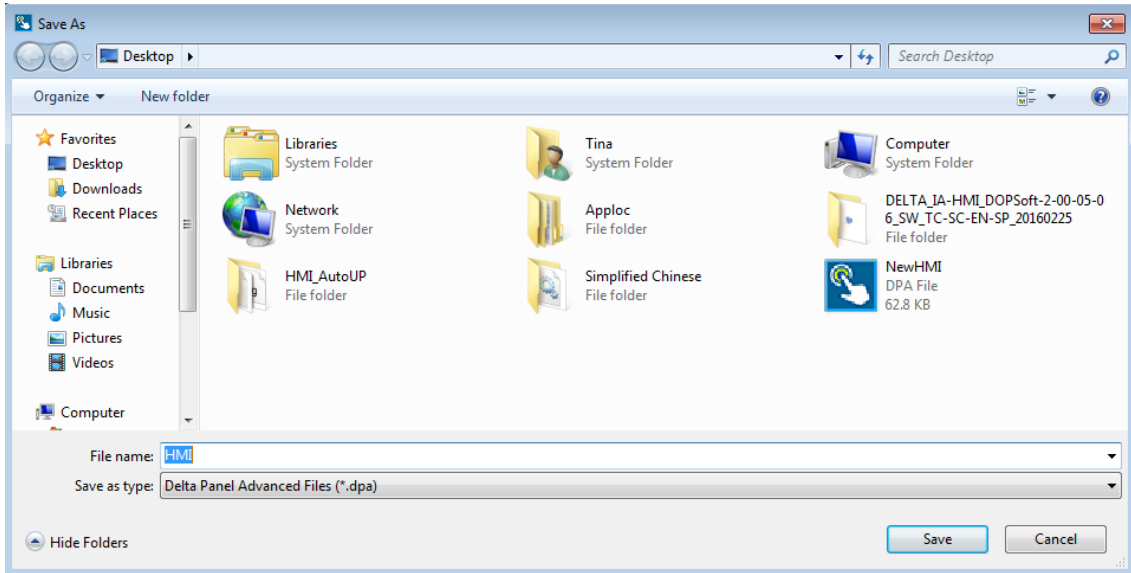 Save As
Desktop
Search Desktop
Organize
New folder
Favorites
Desktop
Downloads
Recent Places
Libraries
Documents
Music
Pictures
Videos
Computer
Libraries
System Folder
Tina
System Folder
Computer
System Folder
Network
System Folder
Apploc
File folder
DELTA_IA-HMI_DOPSoft-2-00-05-0
6_SW_TC-SC-EN-SP_20160225
File folder
HMI_AutoUP
File folder
Simplified Chinese
File folder
NewHMI
DPA File
62.8 KB
File name: HMI
Save as type: Delta Panel Advanced Files (*.dpa)
Hide Folders
Save
Cancel